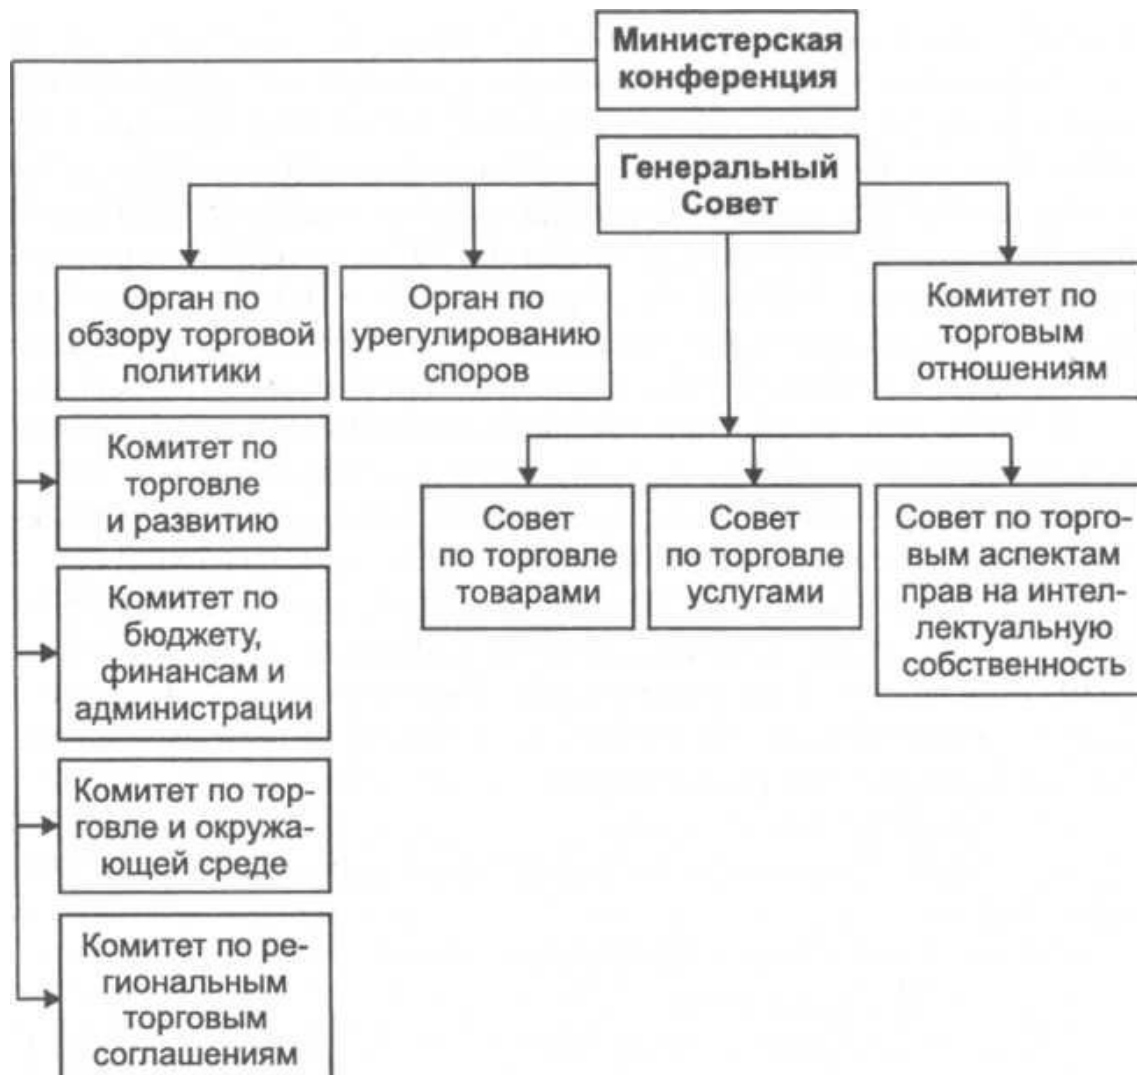 Министерская
конференция
Генеральный
Совет
Орган по
обзору торговой
политики
Орган по
урегулированию
споров
Комитет по
торговым
отношениям
Комитет по
торговле
и развитию
Совет
по торговле
товарами
Совет
по торговле
услугами
Совет по торго-
вым аспектам
прав на интел-
лектуальную
собственность
Комитет по
бюджету,
финансам и
администрации
Комитет по тор-
говле и окружа-
ющей среде
Комитет по ре-
гиональным
торговым
соглашениям